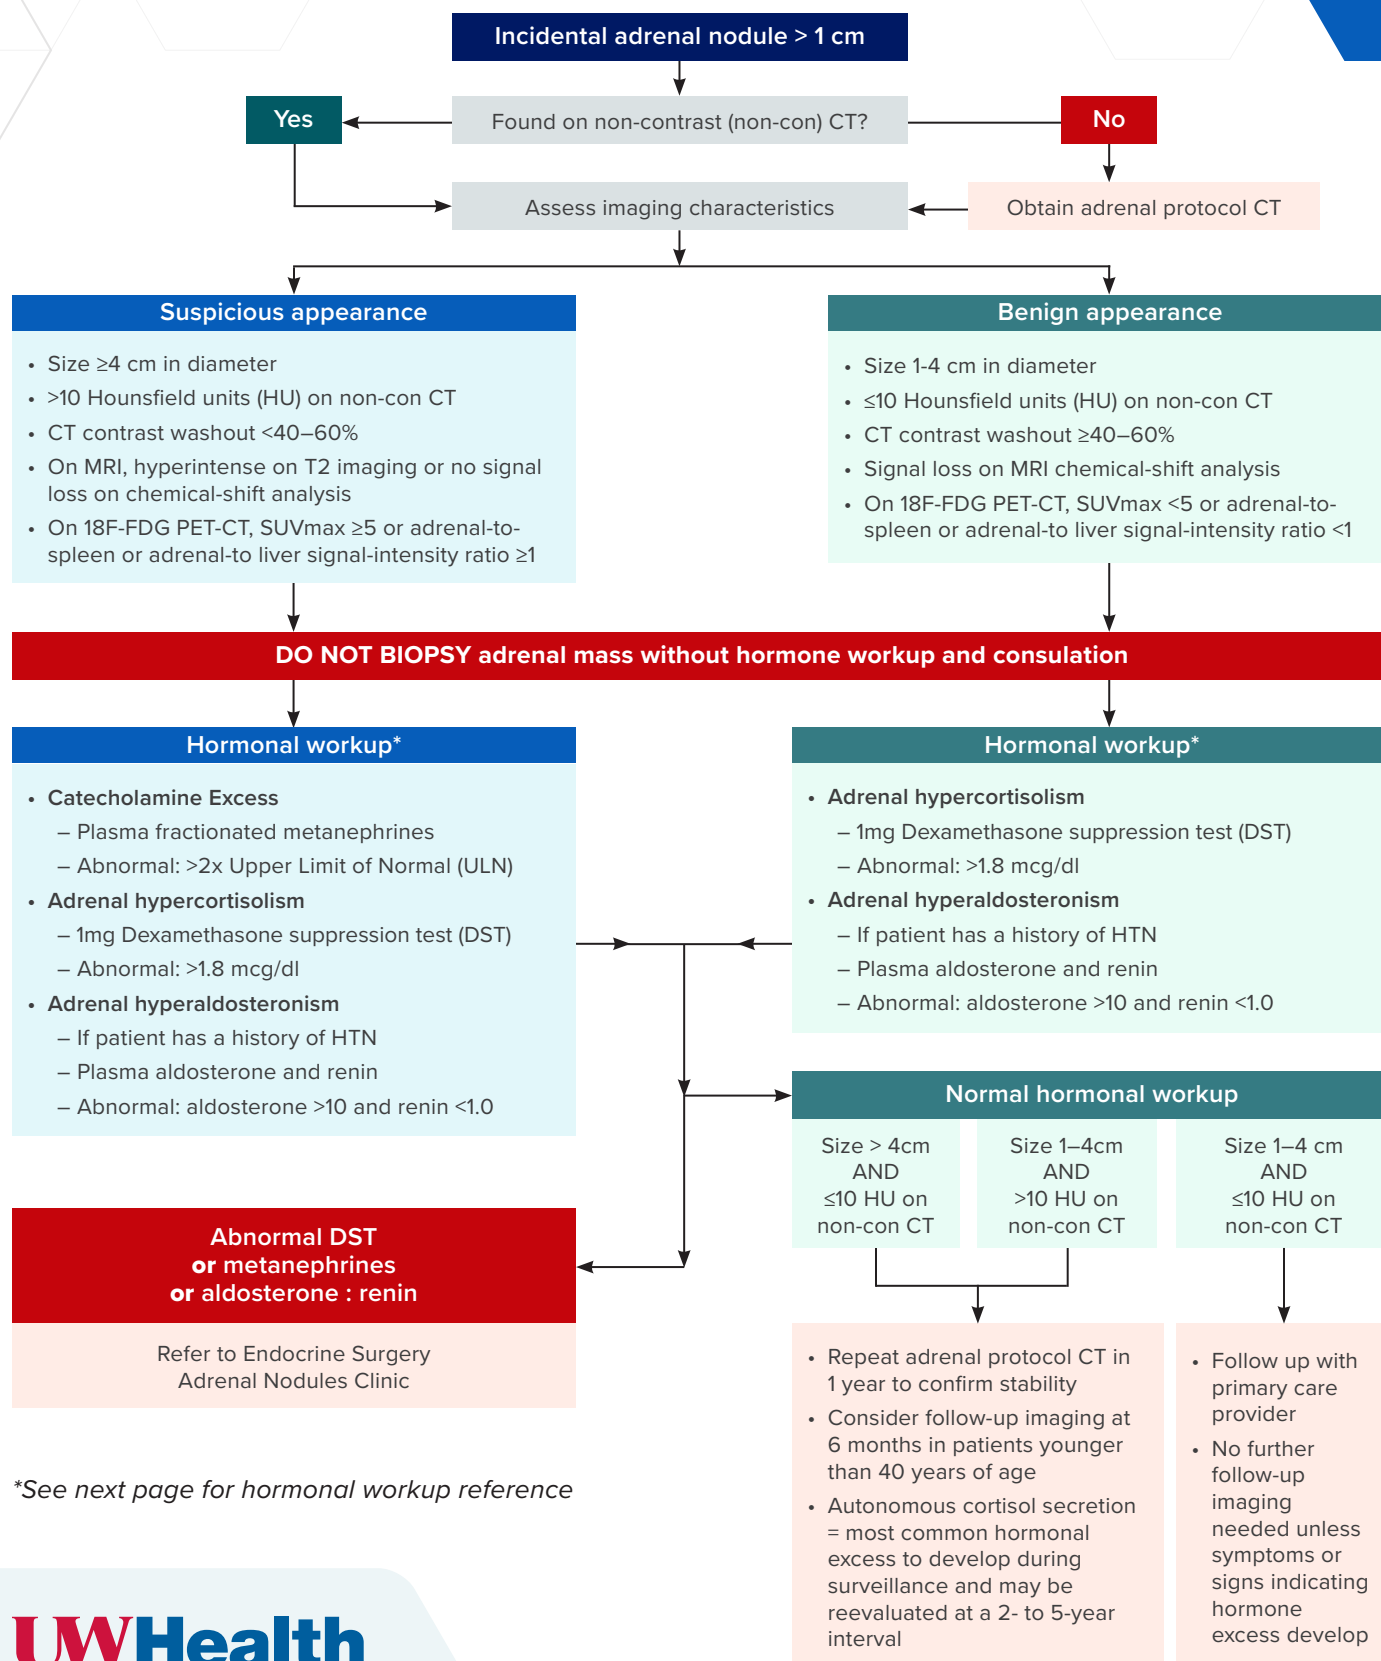 Incidental adrenal nodule > 1 cm
Yes
Found on non-contrast (non-con) CT?
No
Assess imaging characteristics
Obtain adrenal protocol CT
Suspicious appearance
• Size ≥4 cm in diameter
• >10 Hounsfield units (HU) on non-con CT
• CT contrast washout <40–60%
• On MRI, hyperintense on T2 imaging or no signal
loss on chemical-shift analysis
• On 18F-FDG PET-CT, SUVmax ≥5 or adrenal-to-
spleen or adrenal-to liver signal-intensity ratio ≥1
Benign appearance
• Size 1-4 cm in diameter
• ≤10 Hounsfield units (HU) on non-con CT
• CT contrast washout ≥40–60%
• Signal loss on MRI chemical-shift analysis
• On 18F-FDG PET-CT, SUVmax <5 or adrenal-to-
spleen or adrenal-to liver signal-intensity ratio <1
DO NOT BIOPSY adrenal mass without hormone workup and consulation
Hormonal workup*
• Catecholamine Excess
– Plasma fractionated metanephrines
– Abnormal: >2x Upper Limit of Normal (ULN)
• Adrenal hypercortisolism
– 1mg Dexamethasone suppression test (DST)
– Abnormal: >1.8 mcg/dl
• Adrenal hyperaldosteronism
– If patient has a history of HTN
– Plasma aldosterone and renin
– Abnormal: aldosterone >10 and renin <1.0
Hormonal workup*
• Adrenal hypercortisolism
– 1mg Dexamethasone suppression test (DST)
– Abnormal: >1.8 mcg/dl
• Adrenal hyperaldosteronism
– If patient has a history of HTN
– Plasma aldosterone and renin
– Abnormal: aldosterone >10 and renin <1.0
Normal hormonal workup
Size > 4cm
AND
≤10 HU on
non-con CT
Size 1–4cm
AND
>10 HU on
non-con CT
Size 1–4 cm
AND
≤10 HU on
non-con CT
Abnormal DST
or metanephrines
or aldosterone : renin
Refer to Endocrine Surgery
Adrenal Nodules Clinic
• Repeat adrenal protocol CT in
1 year to confirm stability
• Consider follow-up imaging at
6 months in patients younger
than 40 years of age
• Autonomous cortisol secretion
= most common hormonal
excess to develop during
surveillance and may be
reevaluated at a 2- to 5-year
interval
• Follow up with
primary care
provider
• No further
follow-up
imaging
needed unless
symptoms or
signs indicating
hormone
excess develop
*See next page for hormonal workup reference
UWHealth